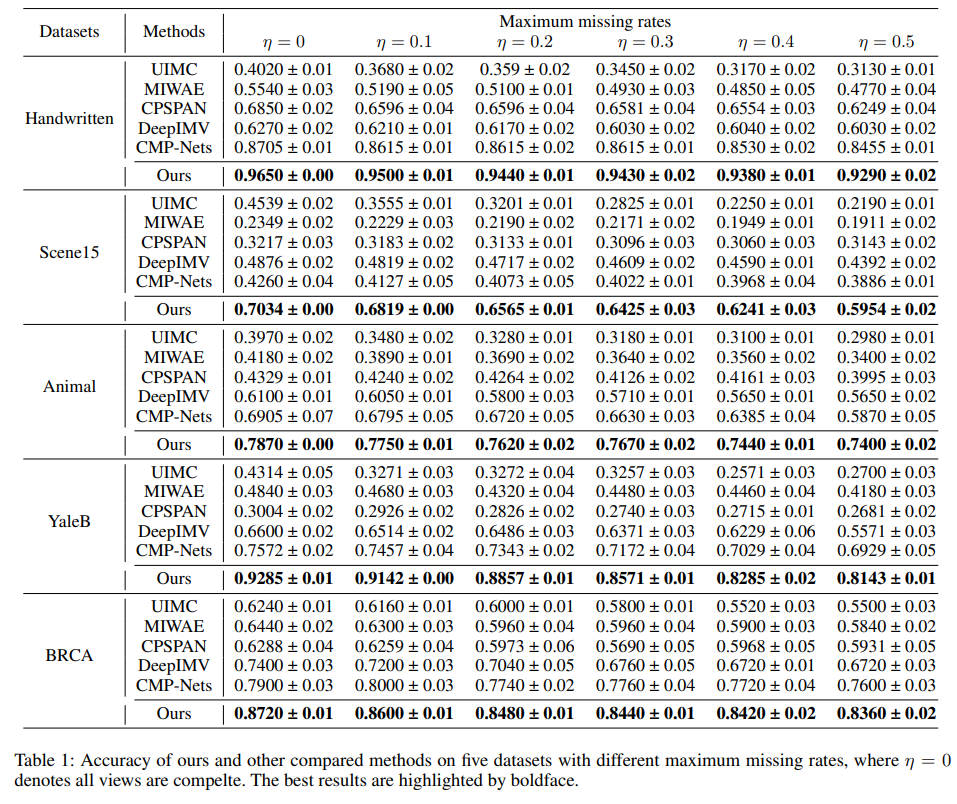 Datasets Methods Maximum missing rates
η = 0 η = 0.1 η = 0.2 η = 0.3 η = 0.4 η = 0.5
UIMC 0.4020 ± 0.01 0.3680 ± 0.02 0.359 ± 0.02 0.3450 ± 0.02 0.3170 ± 0.02 0.3130 ± 0.01
MIWAE 0.5540 ± 0.03 0.5190 ± 0.05 0.5100 ± 0.01 0.4930 ± 0.03 0.4850 ± 0.05 0.4770 ± 0.04
CPSPAN 0.6850 ± 0.02 0.6596 ± 0.04 0.6596 ± 0.04 0.6581 ± 0.04 0.6554 ± 0.03 0.6249 ± 0.04
Handwritten DeepIMV 0.6270 ± 0.02 0.6210 ± 0.01 0.6170 ± 0.02 0.6030 ± 0.02 0.6040 ± 0.02 0.6030 ± 0.02
CMP-Nets 0.8705 ± 0.01 0.8615 ± 0.01 0.8615 ± 0.02 0.8615 ± 0.01 0.8530 ± 0.02 0.8455 ± 0.01
Ours 0.9650 ± 0.00 0.9500 ± 0.01 0.9440 ± 0.01 0.9430 ± 0.02 0.9380 ± 0.01 0.9290 ± 0.02
UIMC 0.4539 ± 0.02 0.3555 ± 0.01 0.3201 ± 0.01 0.2825 ± 0.01 0.2250 ± 0.01 0.2190 ± 0.01
MIWAE 0.2349 ± 0.02 0.2229 ± 0.03 0.2190 ± 0.02 0.2171 ± 0.02 0.1949 ± 0.01 0.1911 ± 0.02
CPSPAN 0.3217 ± 0.03 0.3183 ± 0.02 0.3133 ± 0.01 0.3096 ± 0.03 0.3060 ± 0.03 0.3143 ± 0.02
Scene15 DeepIMV 0.4876 ± 0.02 0.4819 ± 0.02 0.4717 ± 0.02 0.4609 ± 0.02 0.4590 ± 0.01 0.4392 ± 0.02
CMP-Nets 0.4260 ± 0.04 0.4127 ± 0.05 0.4073 ± 0.05 0.4022 ± 0.01 0.3968 ± 0.04 0.3886 ± 0.01
Ours 0.7034 ± 0.00 0.6819 ± 0.00 0.6565 ± 0.01 0.6425 ± 0.03 0.6241 ± 0.03 0.5954 ± 0.02
UIMC 0.3970 ± 0.02 0.3480 ± 0.02 0.3280 ± 0.01 0.3180 ± 0.01 0.3100 ± 0.01 0.2980 ± 0.01
MIWAE 0.4180 ± 0.03 0.3890 ± 0.01 0.3690 ± 0.02 0.3640 ± 0.02 0.3560 ± 0.02 0.3400 ± 0.02
Animal CPSPAN 0.4329 ± 0.01 0.4240 ± 0.02 0.4264 ± 0.02 0.4126 ± 0.02 0.4161 ± 0.03 0.3995 ± 0.03
DeepIMV 0.6100 ± 0.01 0.6050 ± 0.01 0.5800 ± 0.03 0.5710 ± 0.01 0.5650 ± 0.01 0.5650 ± 0.02
CMP-Nets 0.6905 ± 0.07 0.6795 ± 0.05 0.6720 ± 0.05 0.6630 ± 0.03 0.6385 ± 0.04 0.5870 ± 0.05
Ours 0.7870 ± 0.00 0.7750 ± 0.01 0.7620 ± 0.02 0.7670 ± 0.02 0.7440 ± 0.01 0.7400 ± 0.02
UIMC 0.4314 ± 0.05 0.3271 ± 0.03 0.3272 ± 0.04 0.3257 ± 0.03 0.2571 ± 0.03 0.2700 ± 0.03
MIWAE 0.4840 ± 0.03 0.4680 ± 0.03 0.4320 ± 0.04 0.4480 ± 0.03 0.4460 ± 0.04 0.4180 ± 0.03
YaleB CPSPAN 0.3004 ± 0.02 0.2926 ± 0.02 0.2826 ± 0.02 0.2740 ± 0.03 0.2715 ± 0.01 0.2681 ± 0.02
DeepIMV 0.6600 ± 0.02 0.6514 ± 0.02 0.6486 ± 0.03 0.6371 ± 0.03 0.6229 ± 0.06 0.5571 ± 0.03
CMP-Nets 0.7572 ± 0.02 0.7457 ± 0.04 0.7343 ± 0.02 0.7172 ± 0.04 0.7029 ± 0.04 0.6929 ± 0.05
Ours 0.9285 ± 0.01 0.9142 ± 0.00 0.8857 ± 0.01 0.8571 ± 0.01 0.8285 ± 0.02 0.8143 ± 0.01
UIMC 0.6240 ± 0.01 0.6160 ± 0.01 0.6000 ± 0.01 0.5800 ± 0.01 0.5520 ± 0.03 0.5500 ± 0.03
MIWAE 0.6440 ± 0.02 0.6300 ± 0.03 0.5960 ± 0.04 0.5960 ± 0.04 0.5900 ± 0.03 0.5840 ± 0.02
BRCA CPSPAN 0.6288 ± 0.04 0.6259 ± 0.04 0.5973 ± 0.06 0.5690 ± 0.05 0.5968 ± 0.05 0.5931 ± 0.05
DeepIMV 0.7400 ± 0.03 0.7200 ± 0.03 0.7040 ± 0.05 0.6760 ± 0.05 0.6720 ± 0.01 0.6720 ± 0.03
CMP-Nets 0.7900 ± 0.03 0.8000 ± 0.03 0.7740 ± 0.02 0.7760 ± 0.04 0.7720 ± 0.04 0.7600 ± 0.03
Ours 0.8720 ± 0.01 0.8600 ± 0.01 0.8480 ± 0.01 0.8440 ± 0.01 0.8420 ± 0.02 0.8360 ± 0.02
Table 1: Accuracy of ours and other compared methods on five datasets with different maximum missing rates, where η = 0
denotes all views are compelte. The best results are highlighted by boldface.